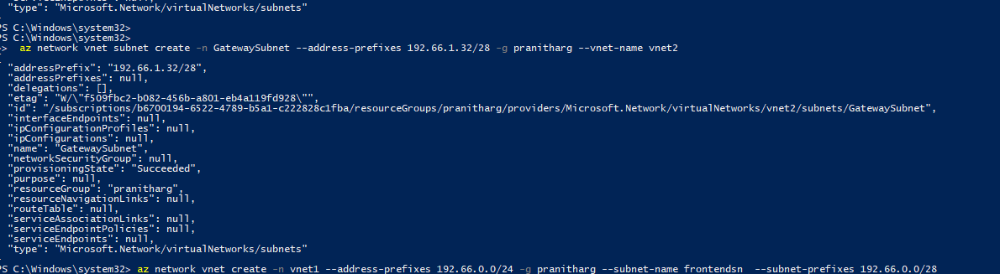 "type": "Microsoft.Network/virtualNetworks/subnets"
PS C:\Windows\system32>
PS C:\Windows\system32>
>>  az network vnet subnet create -n GatewaySubnet --address-prefixes 192.66.1.32/28 -g pranitharg --vnet-name vnet2
{
"addressPrefix": "192.66.1.32/28",
"addressPrefixes": null,
"delegations": [],
"etag": "W/\"f509fbc2-b082-456b-a801-eb4a119fd928\"",
"id": "/subscriptions/b6700194-6522-4789-b5a1-c222828c1fba/resourceGroups/pranitharg/providers/Microsoft.Network/virtualNetworks/vnet2/subnets/GatewaySubnet",
"interfaceEndpoints": null,
"ipConfigurationProfiles": null,
"ipConfigurations": null,
"name": "GatewaySubnet",
"networkSecurityGroup": null,
"provisioningState": "Succeeded",
"purpose": null,
"resourceGroup": "pranitharg",
"resourceNavigationLinks": null,
"routeTable": null,
"serviceAssociationLinks": null,
"serviceEndpointPolicies": null,
"serviceEndpoints": null,
"type": "Microsoft.Network/virtualNetworks/subnets"
PS C:\Windows\system32> az network vnet create -n vnet1 --address-prefixes 192.66.0.0/24 -g pranitharg --subnet-name frontendsn  --subnet-prefixes 192.66.0.0/28